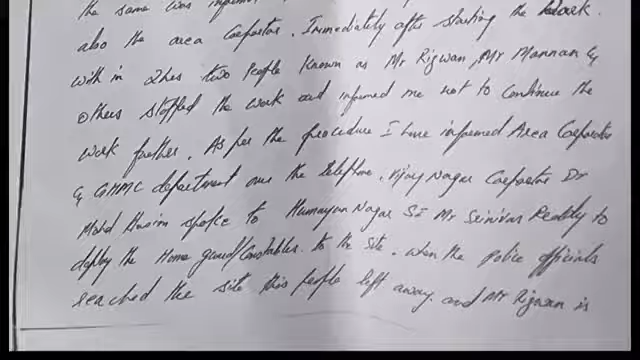 the same was
also the area Corporator. Immediately after starting the work.
with in 2hrs two People known as Mr Rizwan, Mr Mannan &
others stopped the work and informed me not to continue the
work further. As per the procedure I have informed Area Corporator
& GHMC department over the telephone. Vijay Nagar Corporator Dr
Mohd Husain spoke to Humayun Nagar SI Mr Srinivas Reddy to
deploy the Home guard/Constables to the site. when the police officials
reached the site this people left away. and Mr Rizwan is